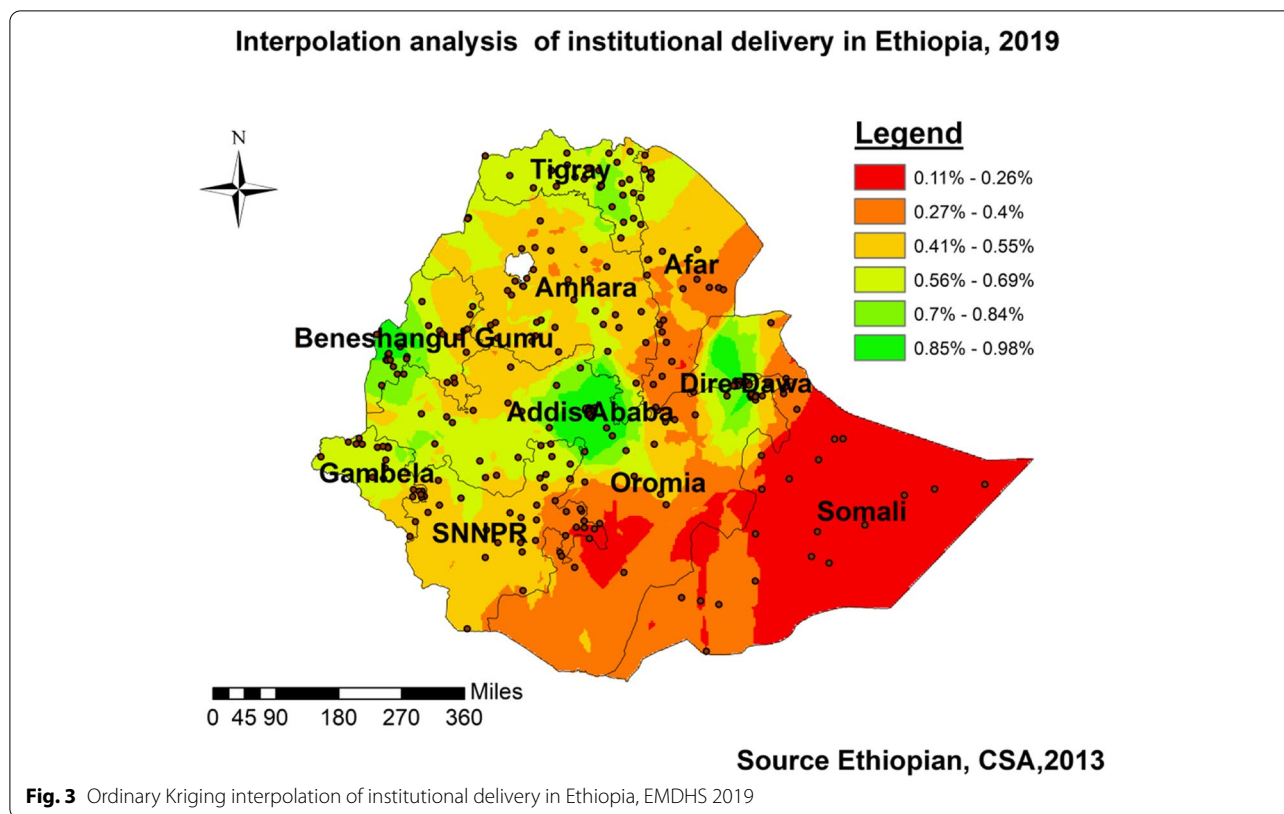 Interpolation analysis of institutional delivery in Ethiopia, 2019
N
Legend
0.11% - 0.26%
0.27% - 0.4%
0.41% - 0.55%
0.56% - 0.69%
0.7% - 0.84%
0.85% - 0.98%
Tigray
Afar
Amhara
Beneshangul Gumu
Dire Dawa
Addis Ababa
Gambela
Oromia
SNNPR
Somali
Miles
0 45 90 180 270 360
Source Ethiopian, CSA,2013
Fig. 3 Ordinary Kriging interpolation of institutional delivery in Ethiopia, EMDHS 2019